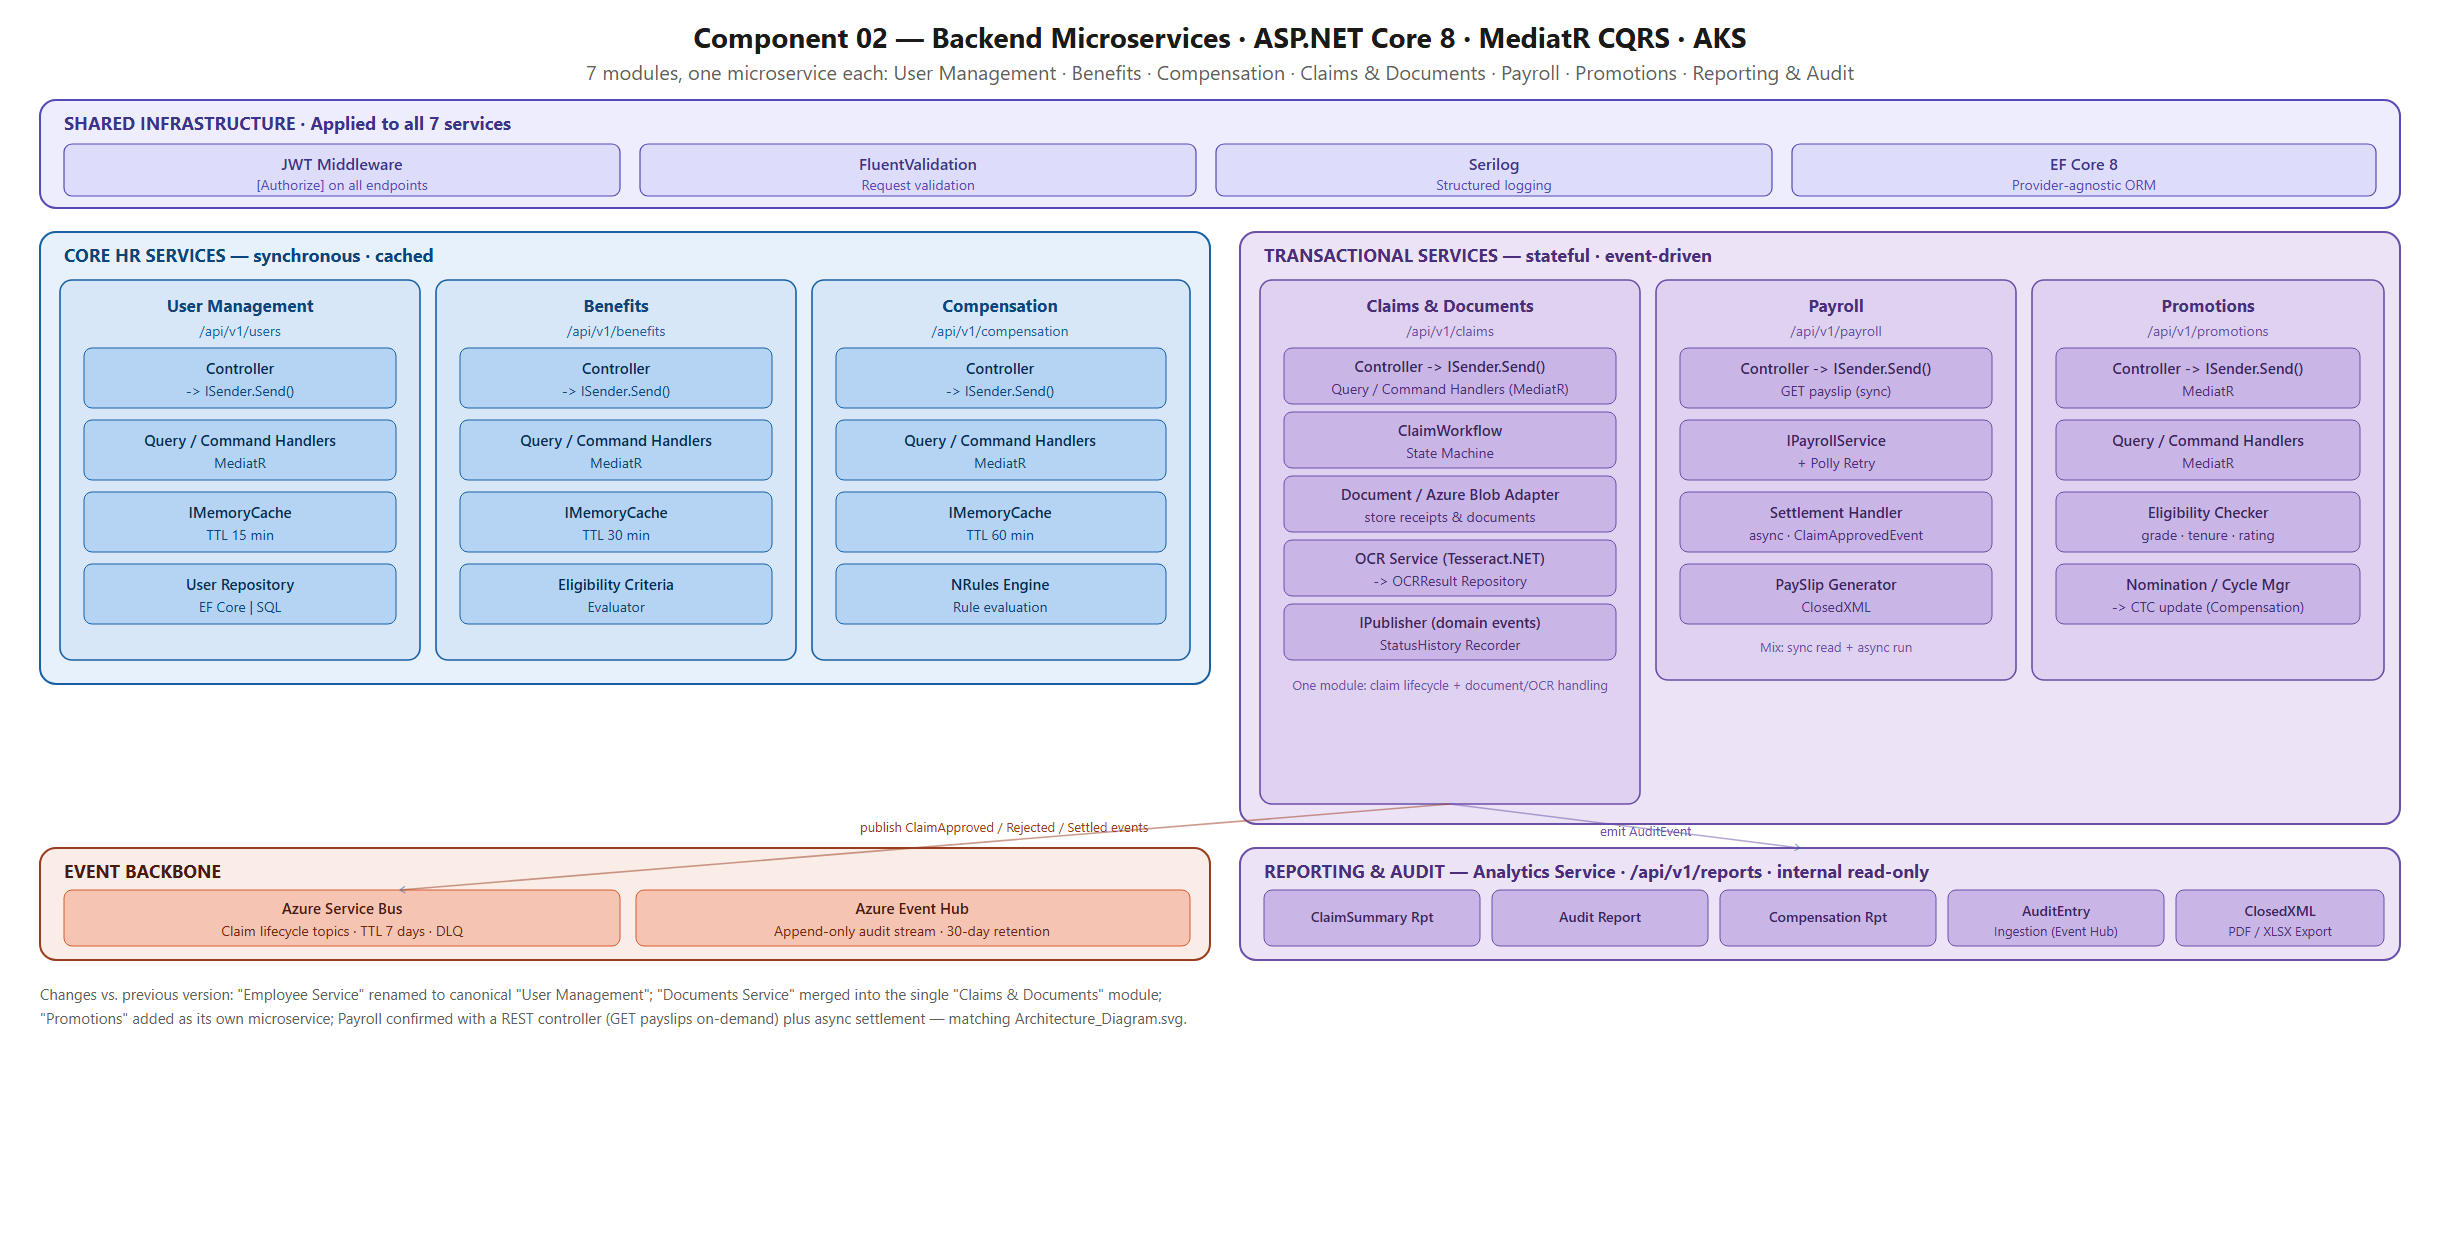 Component 02 — Backend Microservices · ASP.NET Core 8 · MediatR CQRS · AKS
7 modules, one microservice each: User Management · Benefits · Compensation · Claims & Documents · Payroll · Promotions · Reporting & Audit
SHARED INFRASTRUCTURE · Applied to all 7 services
JWT Middleware
[Authorize] on all endpoints
FluentValidation
Request validation
Serilog
Structured logging
EF Core 8
Provider-agnostic ORM
CORE HR SERVICES — synchronous · cached
User Management
/api/v1/users
Controller
-> ISender.Send()
Query / Command Handlers
MediatR
IMemoryCache
TTL 15 min
User Repository
EF Core | SQL
Benefits
/api/v1/benefits
Controller
-> ISender.Send()
Query / Command Handlers
MediatR
IMemoryCache
TTL 30 min
Eligibility Criteria
Evaluator
Compensation
/api/v1/compensation
Controller
-> ISender.Send()
Query / Command Handlers
MediatR
IMemoryCache
TTL 60 min
NRules Engine
Rule evaluation
TRANSACTIONAL SERVICES — stateful · event-driven
Claims & Documents
/api/v1/claims
Controller -> ISender.Send()
Query / Command Handlers (MediatR)
ClaimWorkflow
State Machine
Document / Azure Blob Adapter
store receipts & documents
OCR Service (Tesseract.NET)
-> OCRResult Repository
IPublisher (domain events)
StatusHistory Recorder
One module: claim lifecycle + document/OCR handling
Payroll
/api/v1/payroll
Controller -> ISender.Send()
GET payslip (sync)
IPayrollService
+ Polly Retry
Settlement Handler
async · ClaimApprovedEvent
PaySlip Generator
ClosedXML
Mix: sync read + async run
Promotions
/api/v1/promotions
Controller -> ISender.Send()
MediatR
Query / Command Handlers
MediatR
Eligibility Checker
grade · tenure · rating
Nomination / Cycle Mgr
-> CTC update (Compensation)
publish ClaimApproved / Rejected / Settled events
emit AuditEvent
EVENT BACKBONE
Azure Service Bus
Claim lifecycle topics · TTL 7 days · DLQ
Azure Event Hub
Append-only audit stream · 30-day retention
REPORTING & AUDIT — Analytics Service · /api/v1/reports · internal read-only
ClaimSummary Rpt
Audit Report
Compensation Rpt
AuditEntry
Ingestion (Event Hub)
ClosedXML
PDF / XLSX Export
Changes vs. previous version: "Employee Service" renamed to canonical "User Management"; "Documents Service" merged into the single "Claims & Documents" module;
"Promotions" added as its own microservice; Payroll confirmed with a REST controller (GET payslips on-demand) plus async settlement — matching Architecture_Diagram.svg.